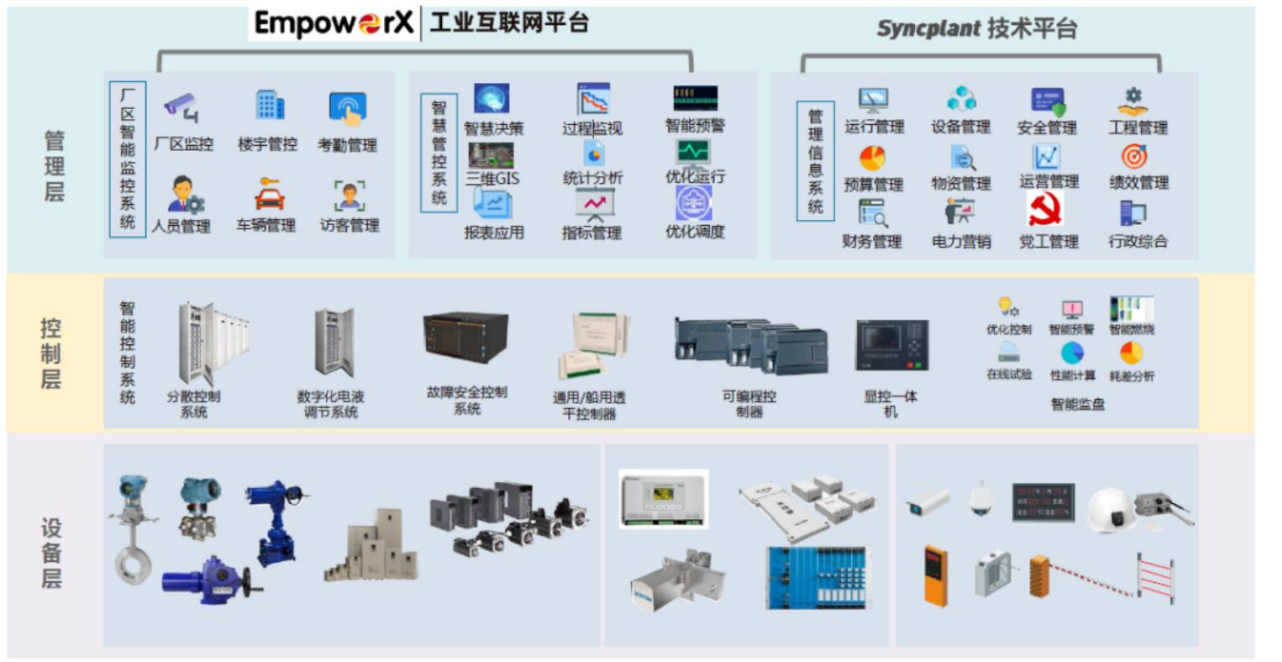 EmpowerX 工业互联网平台
Syncplant 技术平台
管理层
厂区智能监控系统
厂区监控
楼宇管控
考勤管理
人员管理
车辆管理
访客管理
智慧管控系统
智慧决策
过程监视
智能预警
三维GIS
统计分析
优化运行
报表应用
指标管理
优化调度
管理信息系统
运行管理
设备管理
安全管理
工程管理
预算管理
物资管理
运营管理
绩效管理
财务管理
电力营销
党工管理
行政综合
控制层
智能控制系统
分散控制
系统
数字化电液
调节系统
故障安全控制
系统
通用/船用透
平控制器
可编程控
制器
显控一体
机
优化控制
智能预警
智能燃烧
在线试验
性能计算
耗差分析
智能监盘
设备层